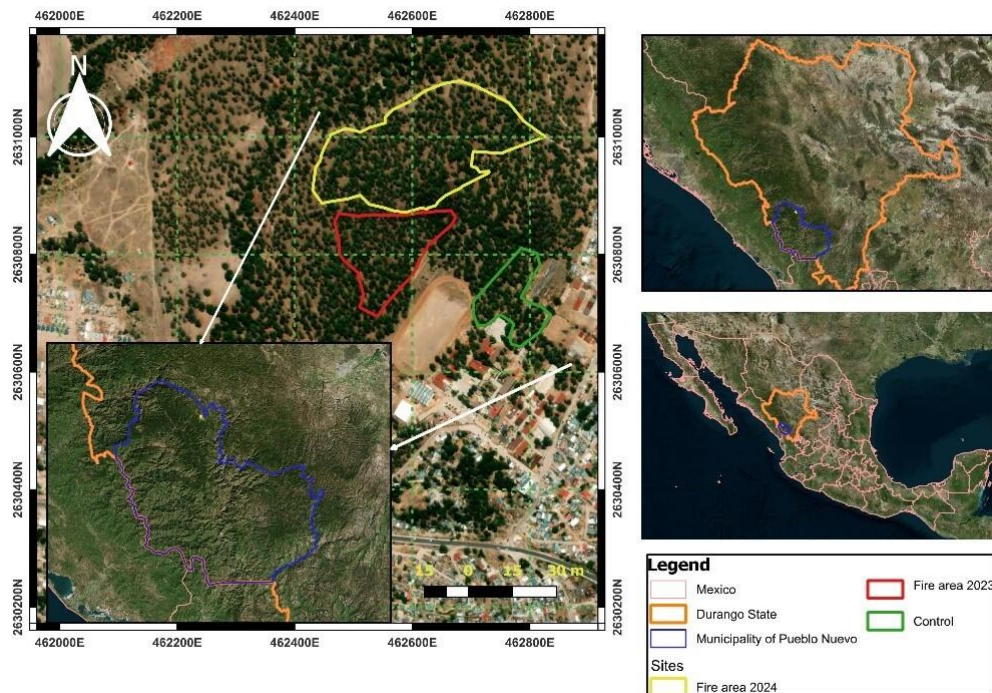 462000E 462200E 462400E 462600E 462800E
N
2631000N 2631000N
2630800N 2630800N
2630600N 2630600N
2630400N 2630400N
2630200N 2630200N
15 0 15 30 m
462000E 462200E 462400E 462600E 462800E
Legend
Mexico
Durango State
Municipality of Pueblo Nuevo
Sites
Fire area 2024
Fire area 2023
Control